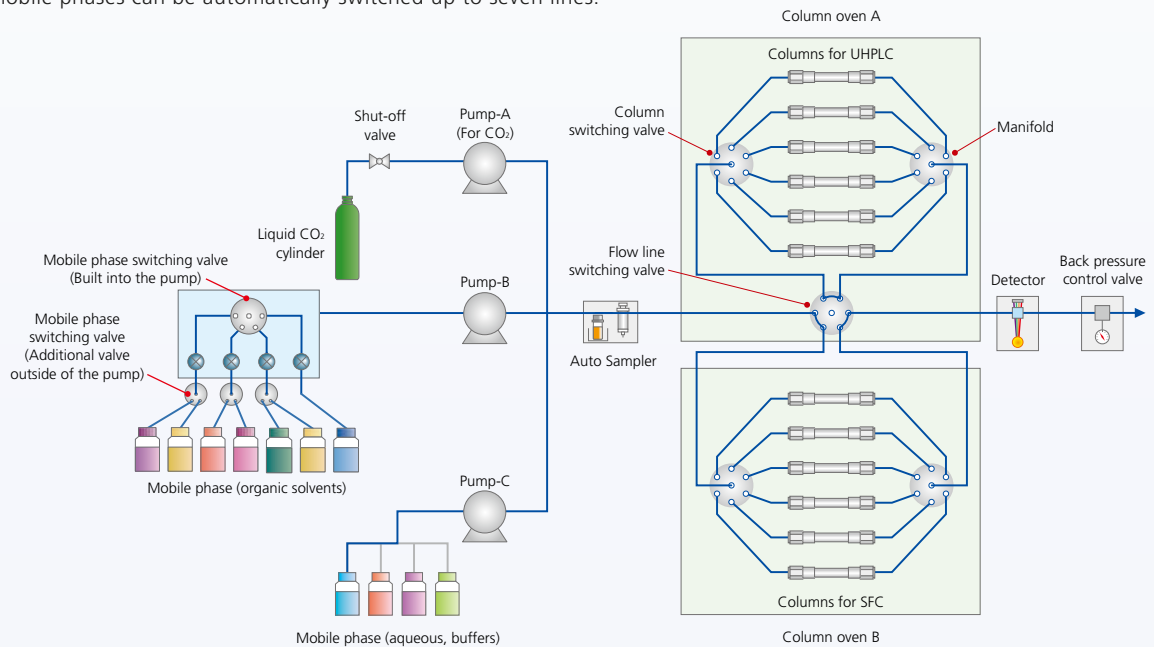 mobile phases can be automatically switched up to seven lines.
Column oven A
Columns for UHPLC
Column
switching valve
Manifold
Shut-off
valve
Pump-A
(For CO₂)
Liquid CO₂
cylinder
Mobile phase switching valve
(Built into the pump)
Mobile phase
switching valve
(Additional valve
outside of the pump)
Pump-B
Flow line
switching valve
Auto Sampler
Detector
Back pressure
control valve
Mobile phase (organic solvents)
Pump-C
Mobile phase (aqueous, buffers)
Columns for SFC
Column oven B